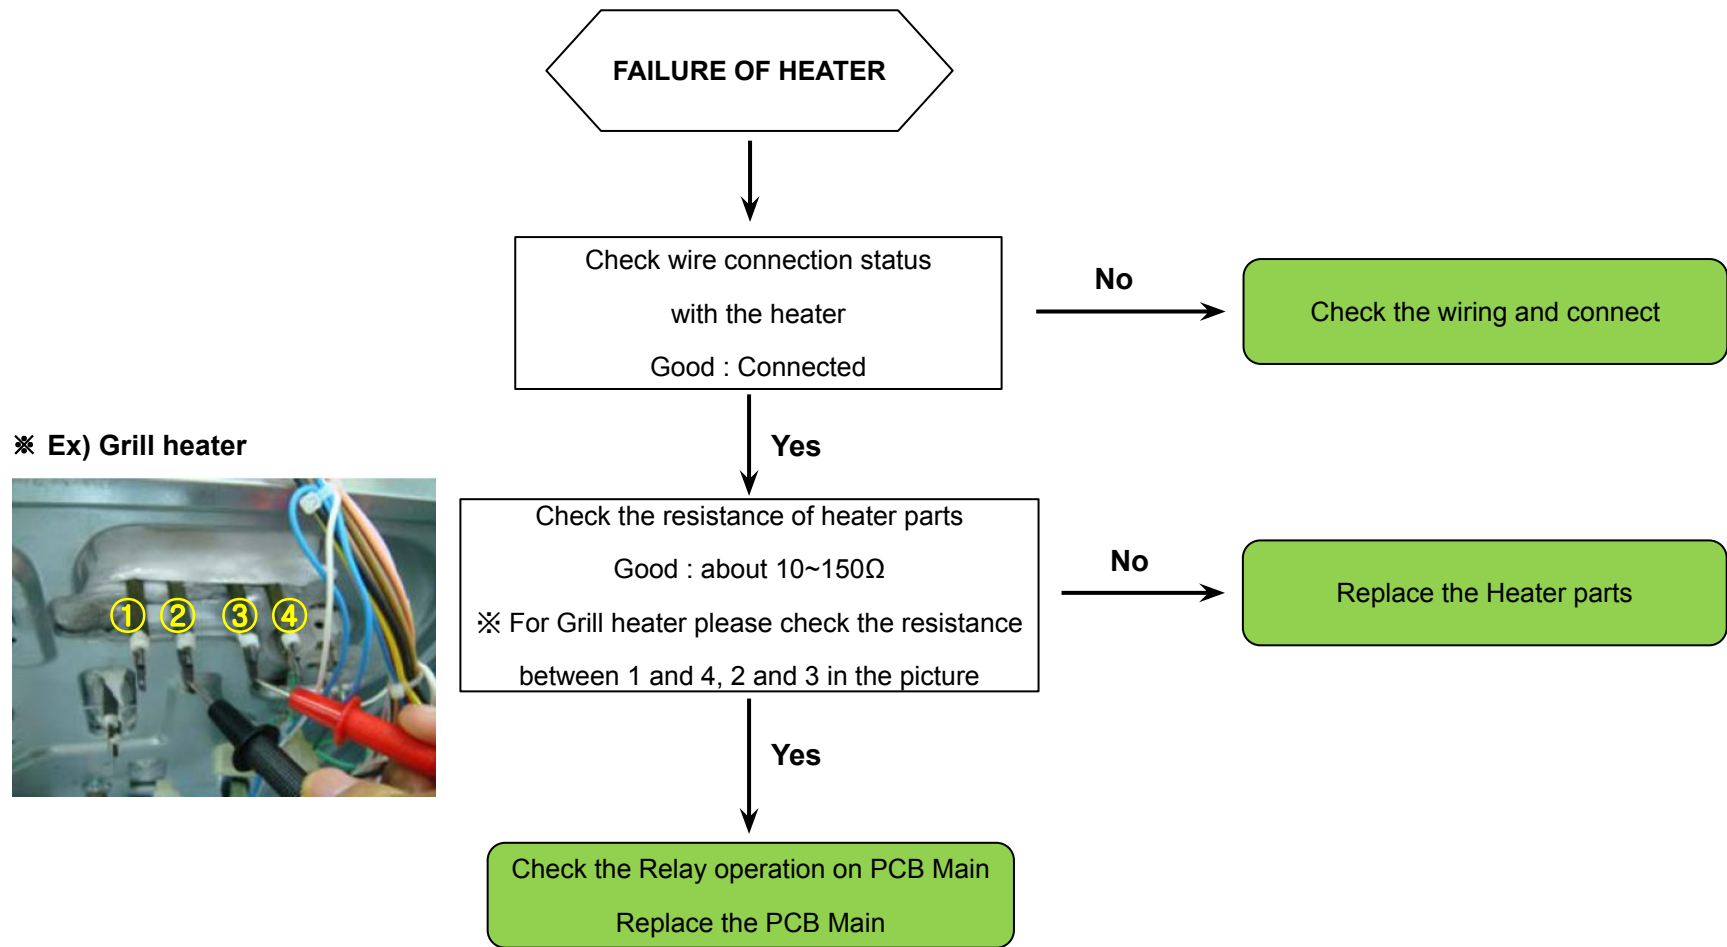 FAILURE OF HEATER
Check wire connection status
with the heater
Good : Connected
No
Check the wiring and connect
Yes
※ Ex) Grill heater
① ② ③ ④
Check the resistance of heater parts
Good : about 10~150Ω
※ For Grill heater please check the resistance
between 1 and 4, 2 and 3 in the picture
No
Replace the Heater parts
Yes
Check the Relay operation on PCB Main
Replace the PCB Main